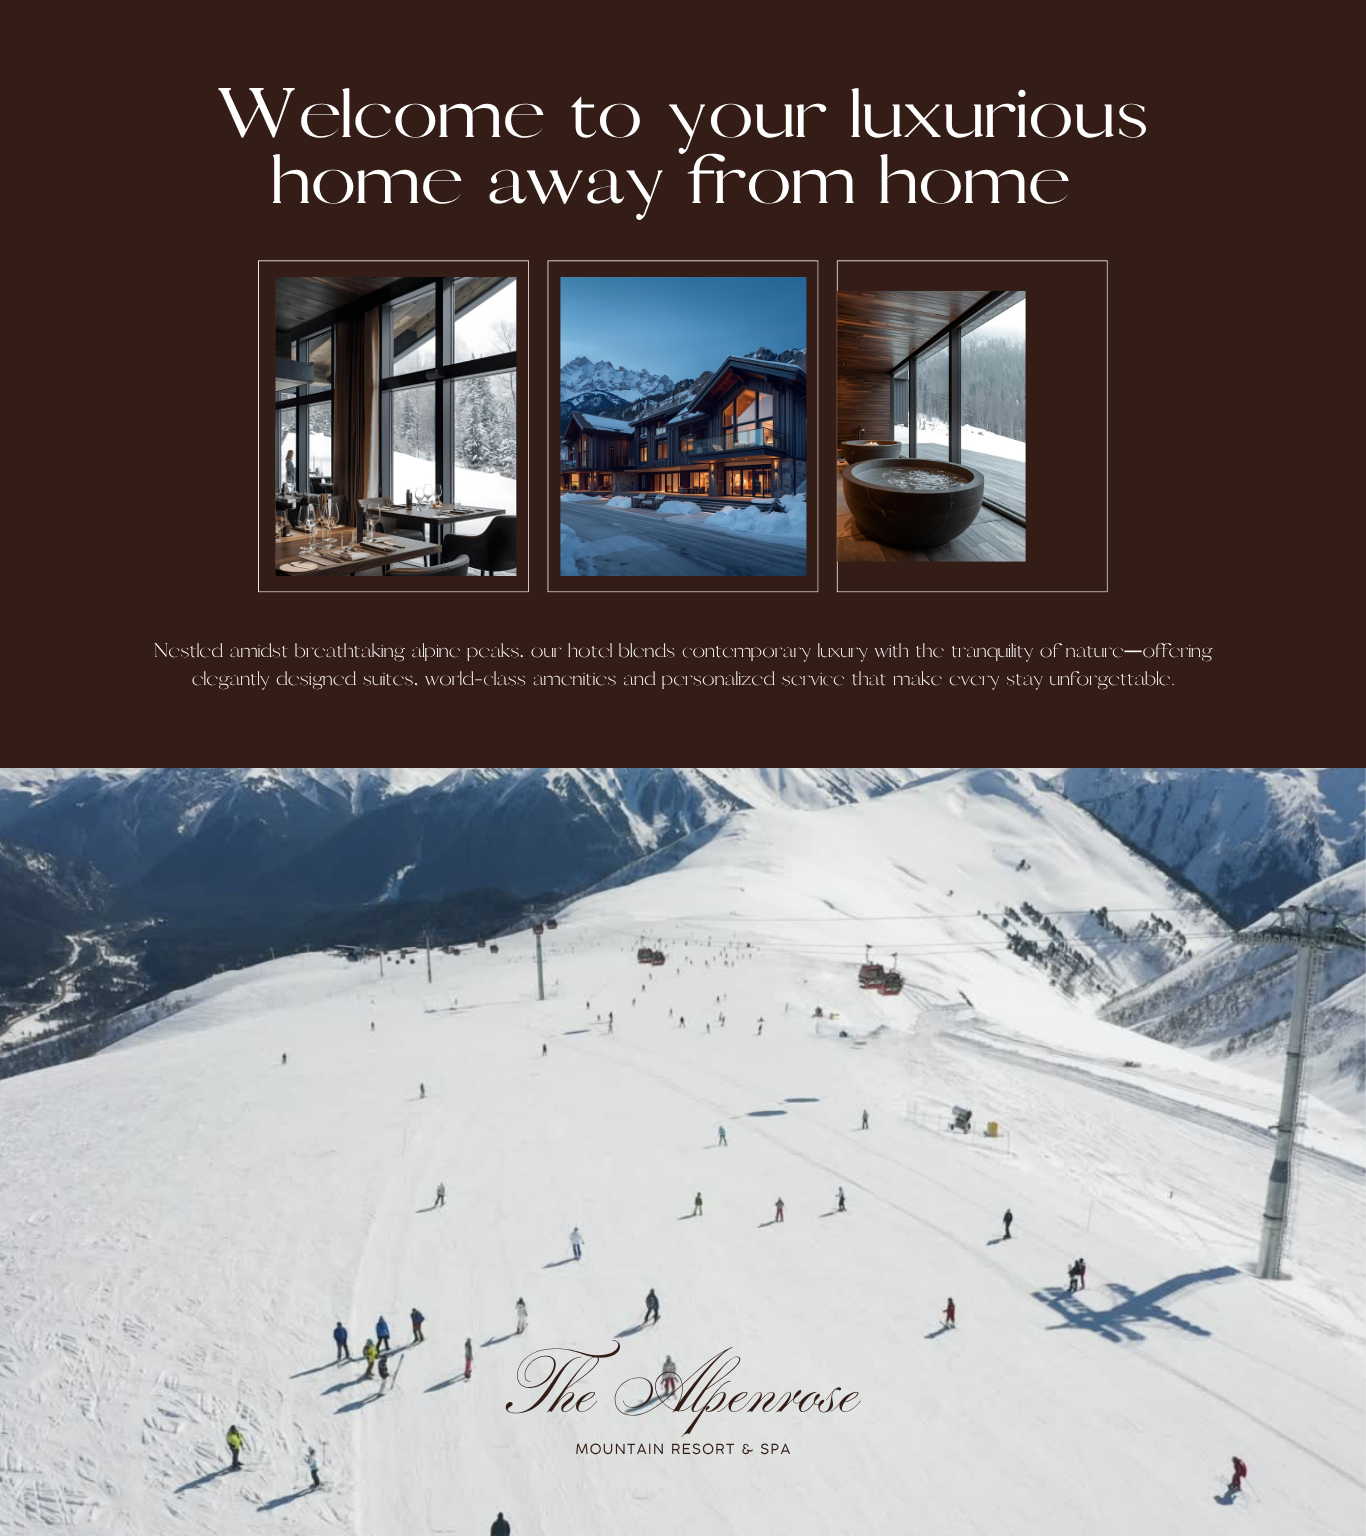 Welcome to your luxurious
home away from home
Nestled amidst breathtaking alpine peaks, our hotel blends contemporary luxury with the tranquility of nature—offering
elegantly designed suites, world-class amenities and personalized service that make every stay unforgettable.
The Alpenrose
MOUNTAIN RESORT & SPA